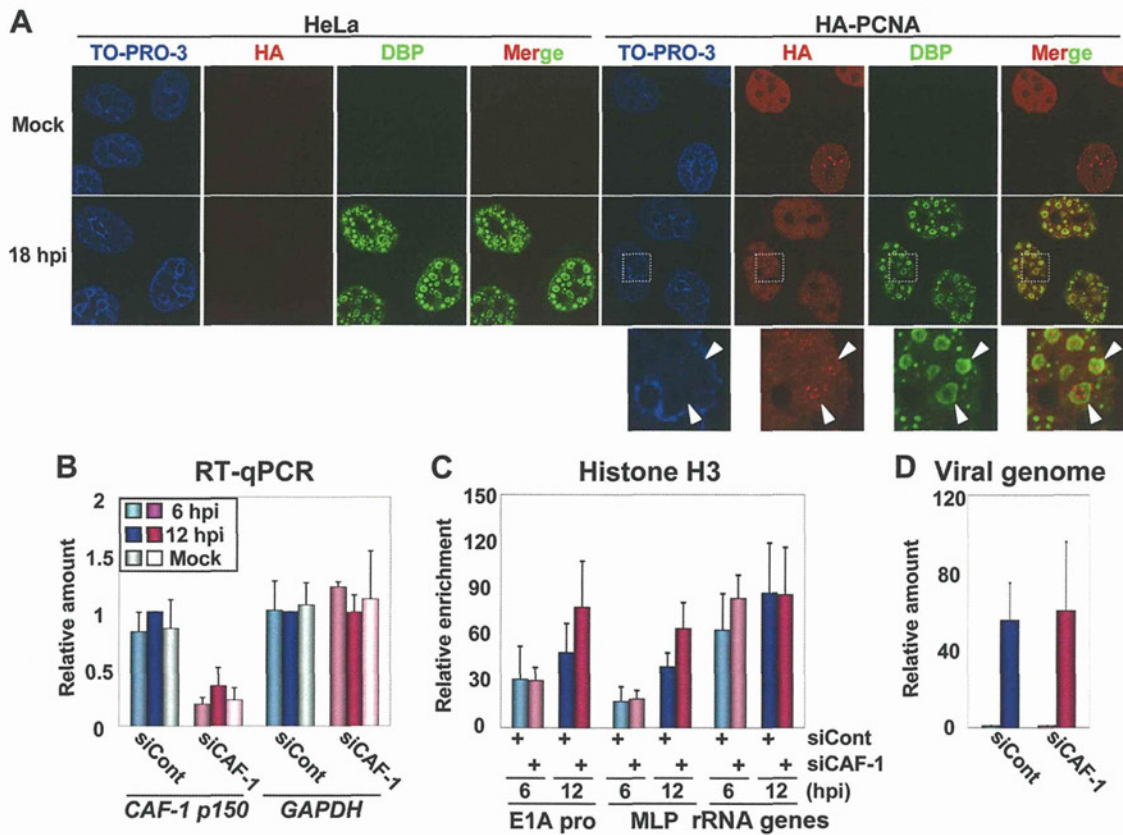 A
HeLa
HA-PCNA
TO-PRO-3 HA DBP Merge TO-PRO-3 HA DBP Merge
Mock
18 hpi
B RT-qPCR
Relative amount
2
1.5
1
0.5
0
6 hpi
12 hpi
Mock
siCont siCAF-1 siCont siCAF-1
CAF-1 p150 GAPDH
C Histone H3
Relative enrichment
150
120
90
60
30
0
+ + + + + + siCont
+ + + + + + siCAF-1
6 12 6 12 6 12 (hpi)
E1A pro MLP rRNA genes
D Viral genome
Relative amount
80
60
40
20
0
siCont siCAF-1